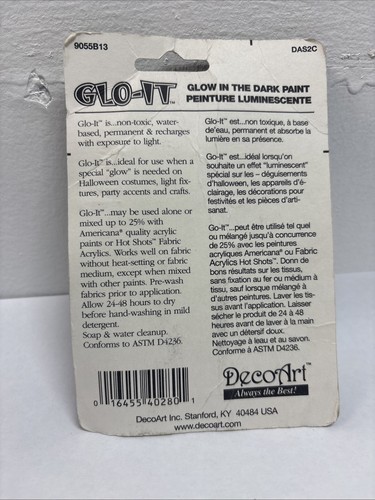 9055B13
DAS2C
GLO-IT™
GLOW IN THE DARK PAINT
PEINTURE LUMINESCENTE
Glo-It™ is...non-toxic, water-
based, permanent & recharges
with exposure to light.
Glo-It™ is...ideal for use when a
special "glow" is needed on
Halloween costumes, light fix-
tures, party accents and crafts.
Glo-It™...may be used alone or
mixed up to 25% with
Americana® quality acrylic
paints or Hot Shots™ Fabric
Acrylics. Works well on fabric
without heat-setting or fabric
medium, except when mixed
with other paints. Pre-wash
fabrics prior to application.
Allow 24-48 hours to dry
before hand-washing in mild
detergent.
Soap & water cleanup.
Conforms to ASTM D4236.
Glo-It™ est...non toxique, à base
de'eau, permanent et absorbe la
lumière en sa présence.
Go-It™ est...idéal lorsqu'on
souhaite un effet "luminescent"
spécial sur les - déguisements
d'halloween, les appareils d'é-
clairage, les décorations pour
festivités et les pièces d'arti-
sanat.
Go-It™...peut être utilisé tel quel
ou mélangé jusqu'à concurrence
de 25% avec les peintures
acryliques Americana® ou Fabric
Acrylics Hot Shots™. Donn de
bons résultats sur les tissus,
sans fixation au fer ou médium à
tissu, sauf lorsque mélangé à
d'autres peintures. Laver les tis-
sus avant l'application. Laisser
sécher le produit de 24 à 48
heures avant de laver à la main
avec un détersif doux.
Nettoyage à leau et au savon.
Conforme à ASTM D4236.
0 16455 40280 1
DecoArt™
Always the Best!
DecoArt Inc. Stanford, KY 40484 USA
www.decoart.com